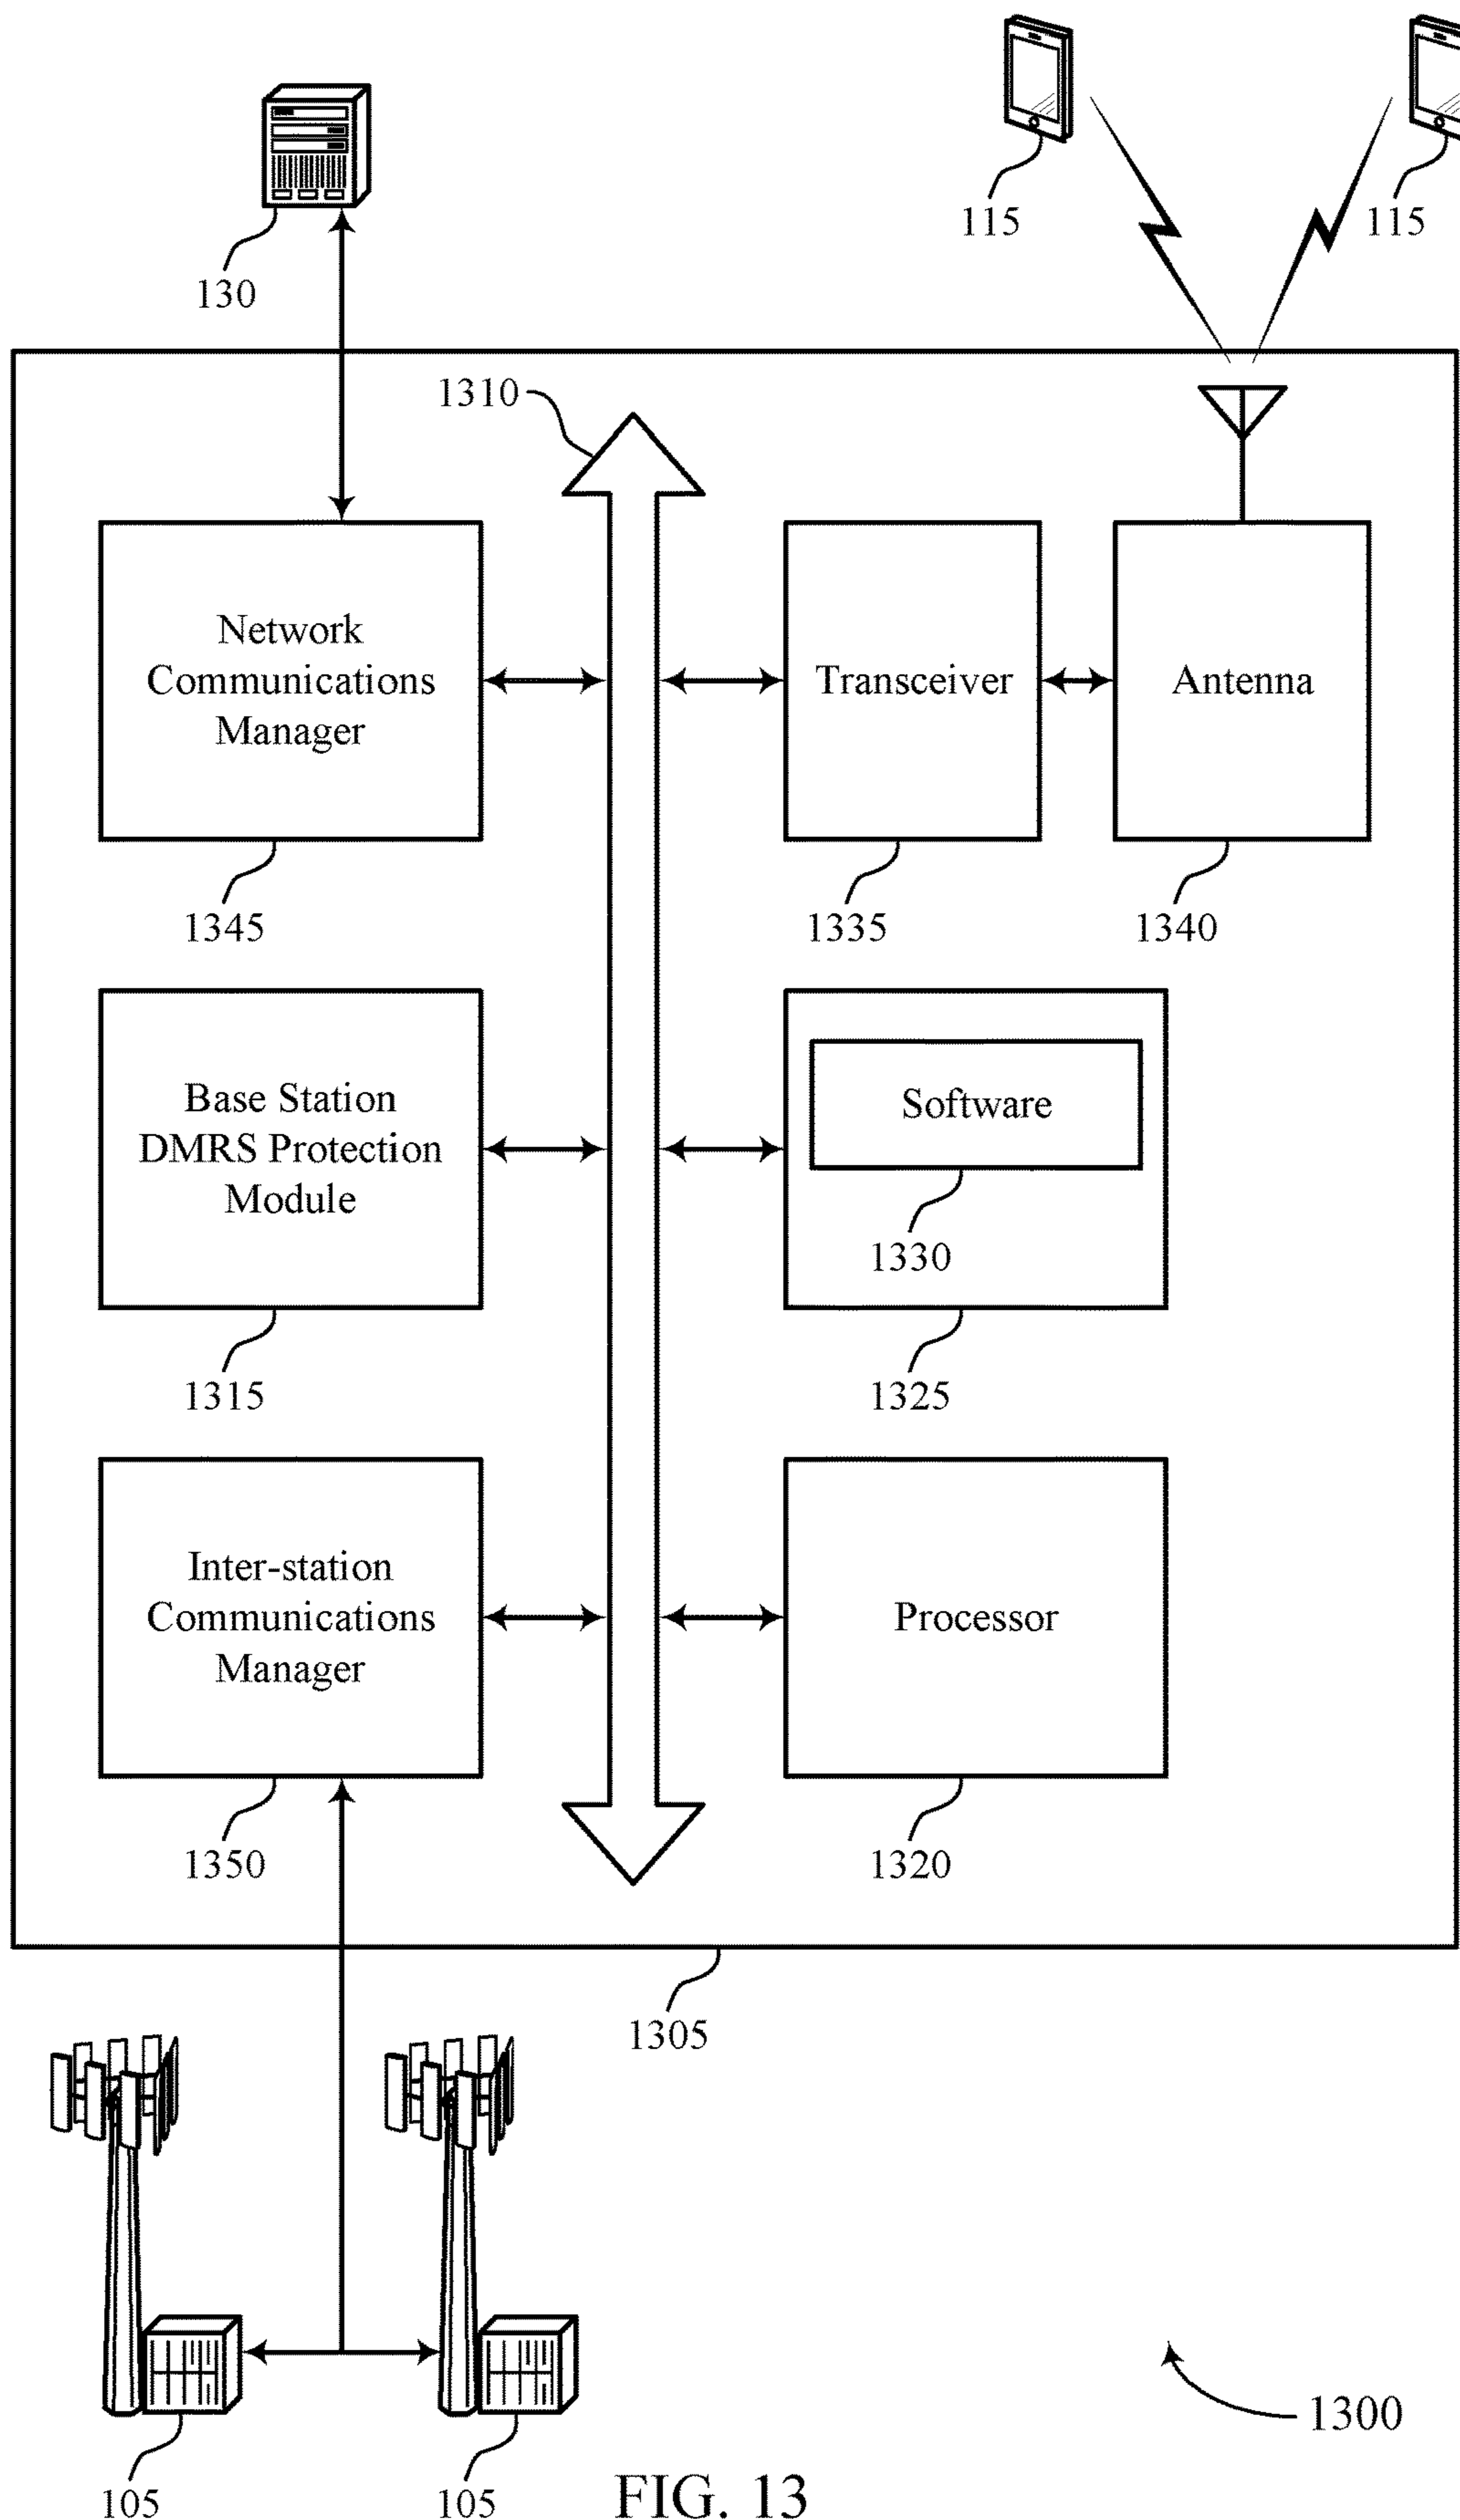 115
115
130
1310
Network
Communications
Manager
Transceiver
Antenna
1345
1335
1340
Base Station
DMRS Protection
Module
Software
1330
1315
1325
Inter-station
Communications
Manager
Processor
1350
1320
1305
1300
105
105
FIG. 13